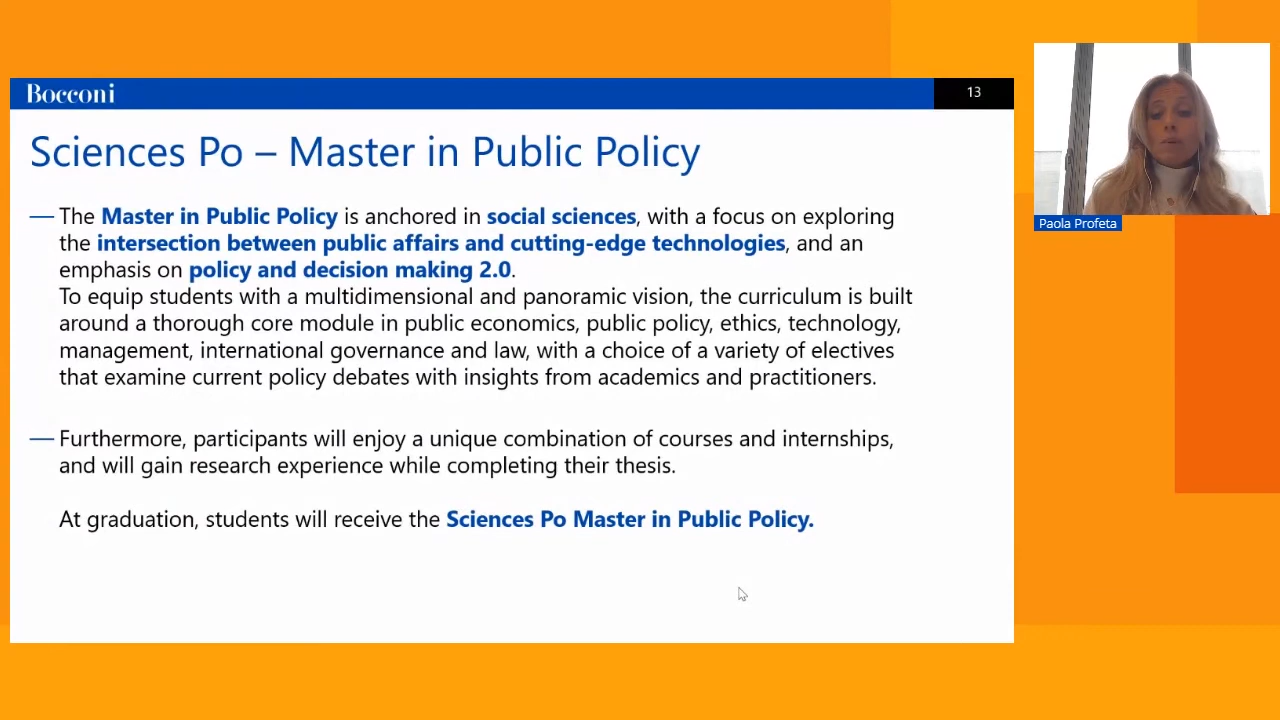 Bocconi
13
Sciences Po – Master in Public Policy
— The Master in Public Policy is anchored in social sciences, with a focus on exploring
the intersection between public affairs and cutting-edge technologies, and an
emphasis on policy and decision making 2.0.
To equip students with a multidimensional and panoramic vision, the curriculum is built
around a thorough core module in public economics, public policy, ethics, technology,
management, international governance and law, with a choice of a variety of electives
that examine current policy debates with insights from academics and practitioners.
— Furthermore, participants will enjoy a unique combination of courses and internships,
and will gain research experience while completing their thesis.
At graduation, students will receive the Sciences Po Master in Public Policy.
Paola Profeta